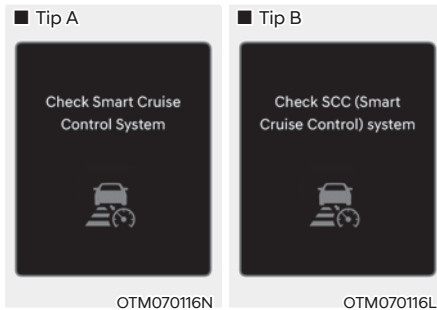 ■ Tip A
Check Smart Cruise
Control System
OTM070116N
■ Tip B
Check SCC (Smart
Cruise Control) system
OTM070116L